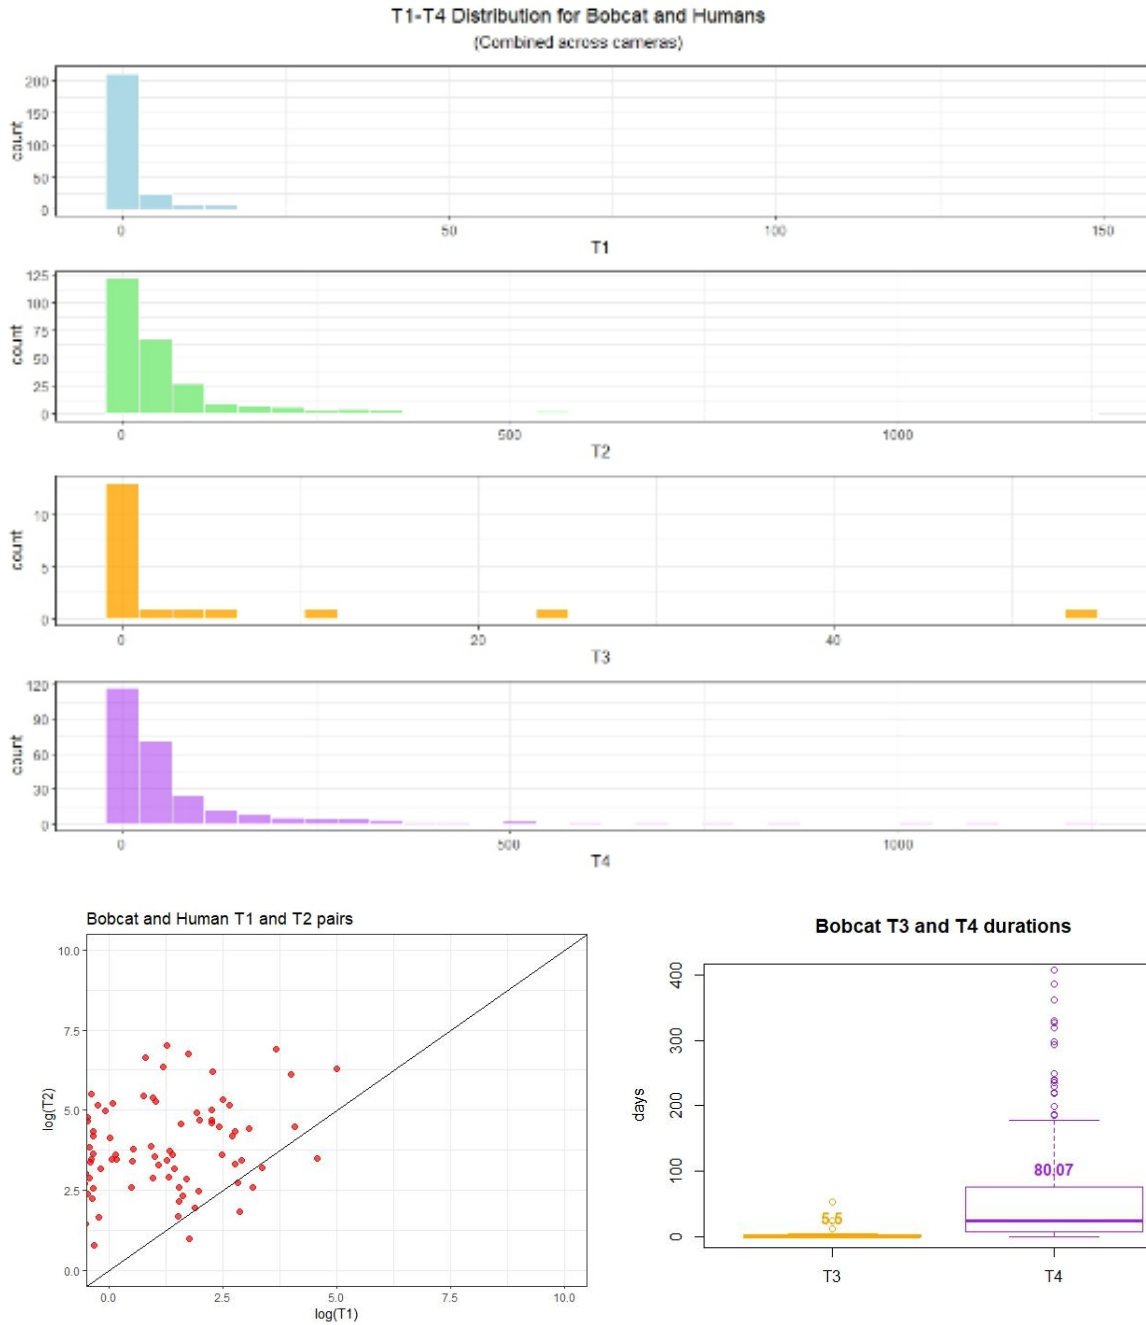 T1-T4 Distribution for Bobcat and Humans
(Combined across cameras)
200
150
100
50
0
count
0 50 100 150
T1
125
100
75
50
25
0
count
0 500 1000
T2
10
5
0
count
0 20 40
T3
120
90
60
30
0
count
0 500 1000
T4
Bobcat and Human T1 and T2 pairs
10.0
7.5
5.0
2.5
0.0
log(T2)
0.0 2.5 5.0 7.5 10.0
log(T1)
Bobcat T3 and T4 durations
400
300
200
100
0
days
5.5
80.07
T3 T4